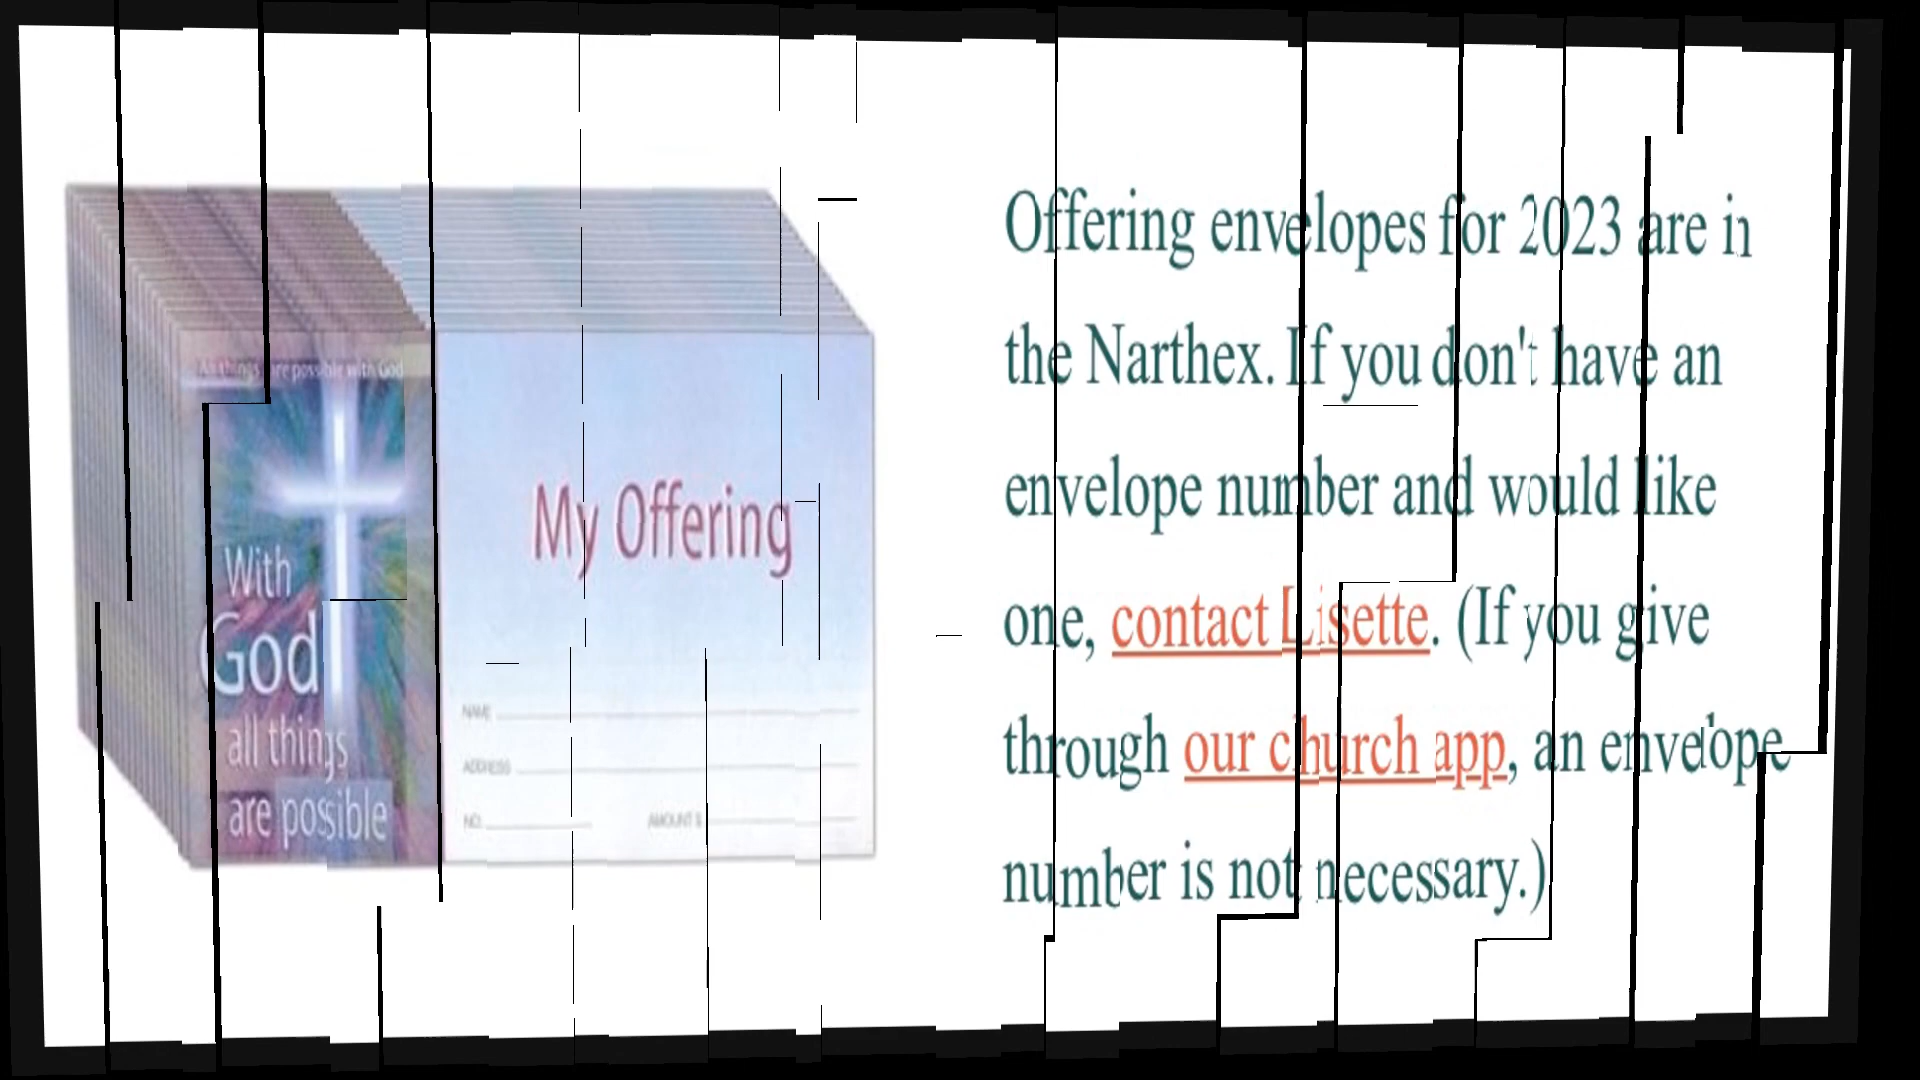 All things are possible with God
With
God
all things
are possible
My Offering
NAME
ADDRESS
NO.
AMOUNT $
Offering envelopes for 2023 are in
the Narthex. If you don't have an
envelope number and would like
one, contact Lisette. (If you give
through our church app, an envelope
number is not necessary.)